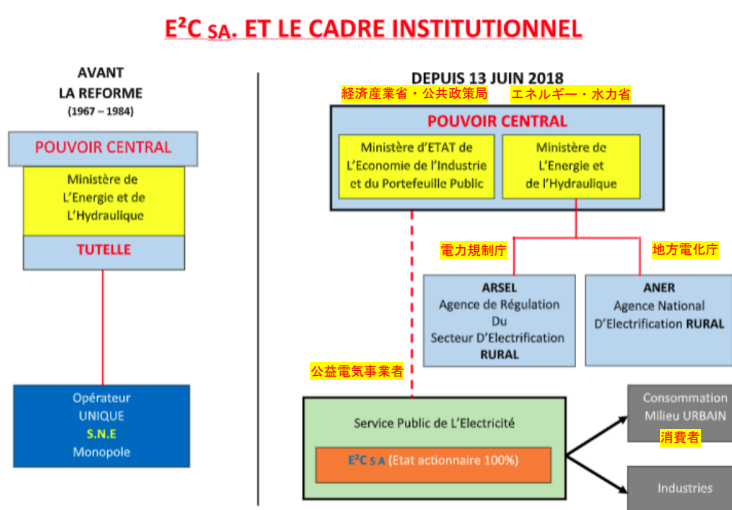 E²C SA. ET LE CADRE INSTITUTIONNEL
AVANT
LA REFORME
(1967 – 1984)
POUVOIR CENTRAL
Ministère de
L'Energie et de
L'Hydraulique
TUTELLE
Opérateur
UNIQUE
S.N.E
Monopole
DEPUIS 13 JUIN 2018
経済産業省・公共政策局
エネルギー・水力省
POUVOIR CENTRAL
Ministère d'ETAT de
L'Economie de l'Industrie
et du Portefeuille Public
Ministère de
L'Energie et
de l'Hydraulique
電力規制庁
地方電化庁
ARSEL
Agence de Régulation
Du
Secteur D'Electrification
RURAL
ANER
Agence National
D'Electrification RURAL
公益電気事業者
Service Public de L'Electricité
E²C S A (Etat actionnaire 100%)
Consommation
Milieu URBAIN
消費者
Industries